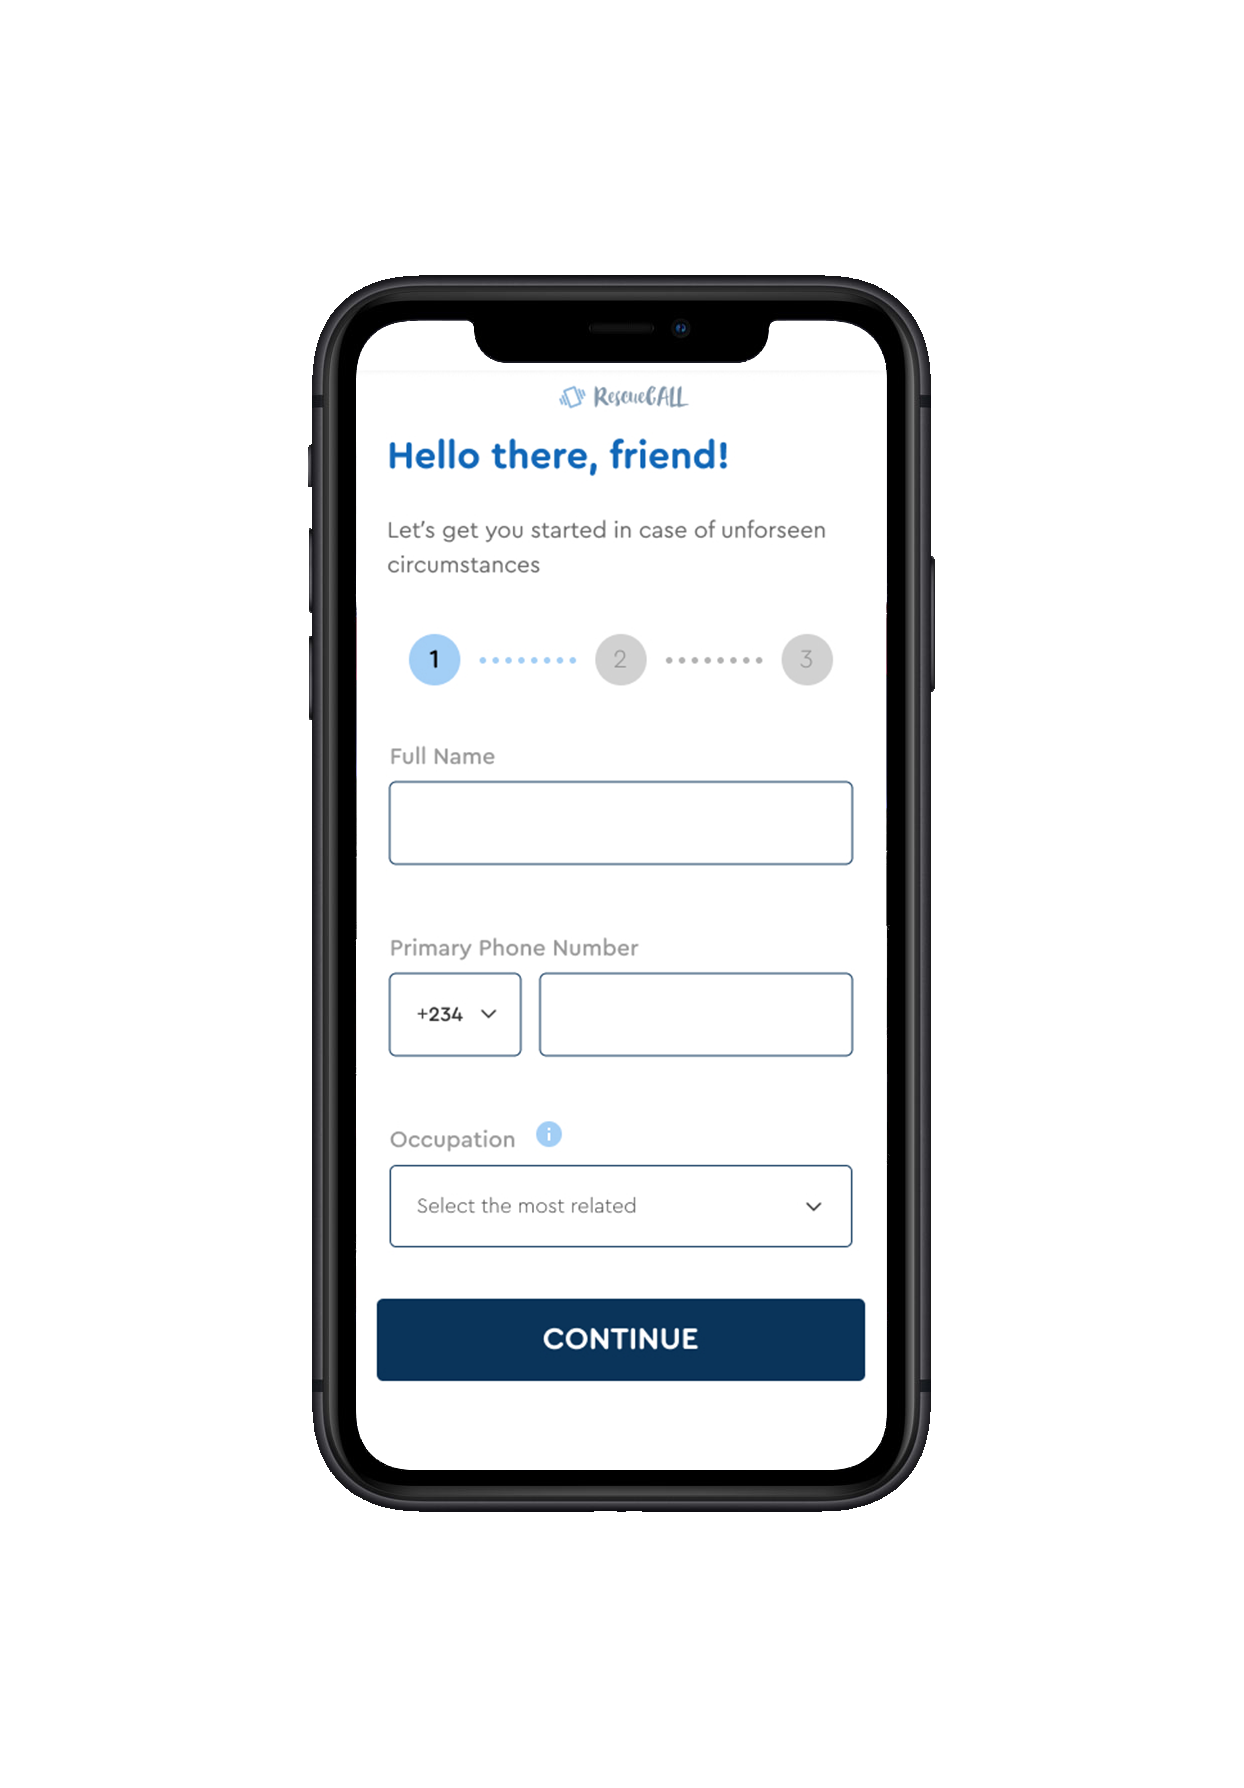 RescueCALL
Hello there, friend!
Let's get you started in case of unforseen
circumstances
1 2 3
Full Name
Primary Phone Number
+234
Occupation i
Select the most related
CONTINUE